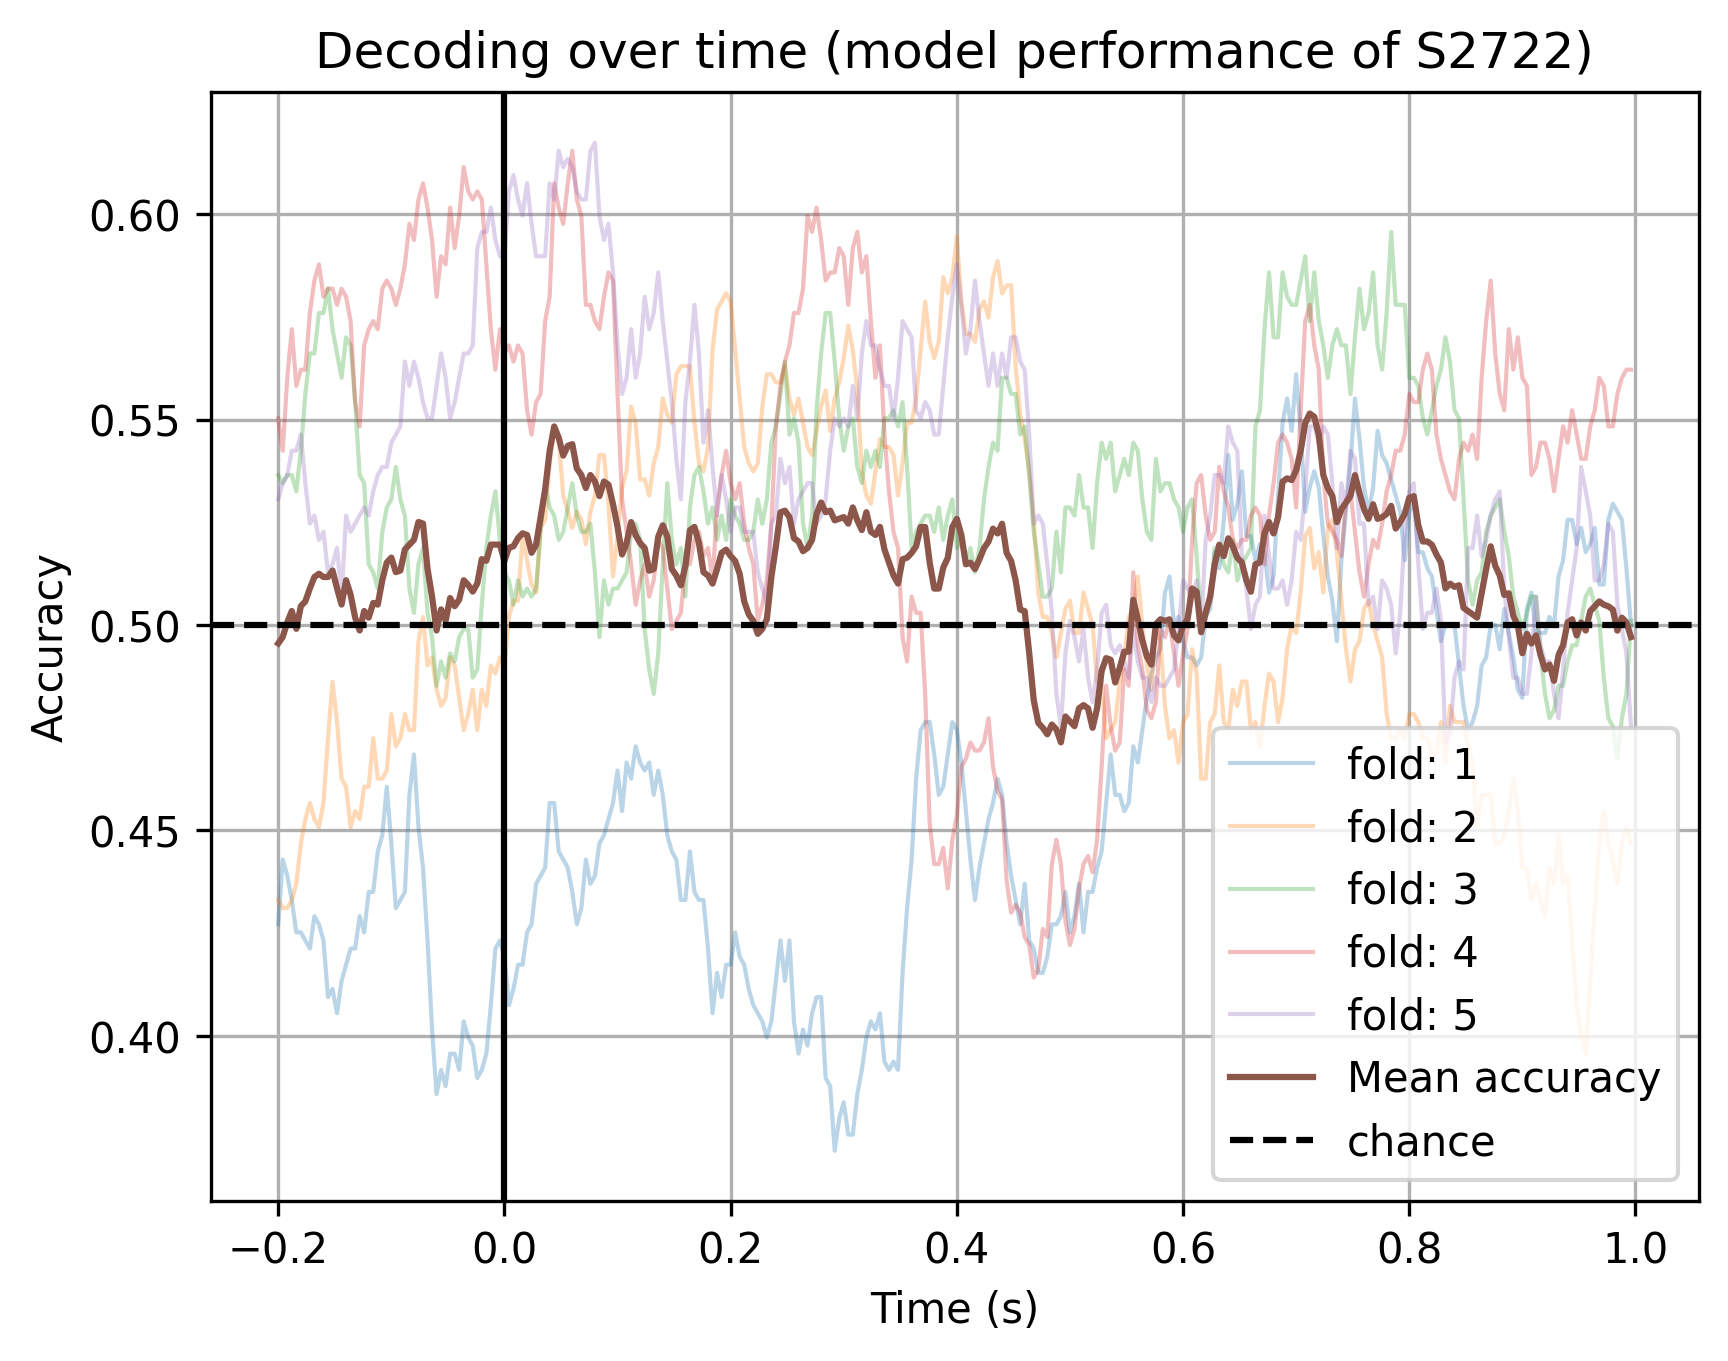 Decoding over time (model performance of S2722)
Accuracy
0.60
0.55
0.50
0.45
0.40
−0.2
0.0
0.2
0.4
0.6
0.8
1.0
Time (s)
fold: 1
fold: 2
fold: 3
fold: 4
fold: 5
Mean accuracy
chance